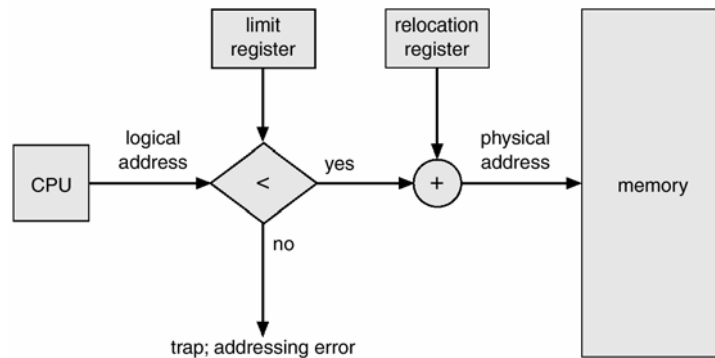 limit
register
relocation
register
logical
address
physical
address
CPU
<
yes
+
memory
no
trap; addressing error